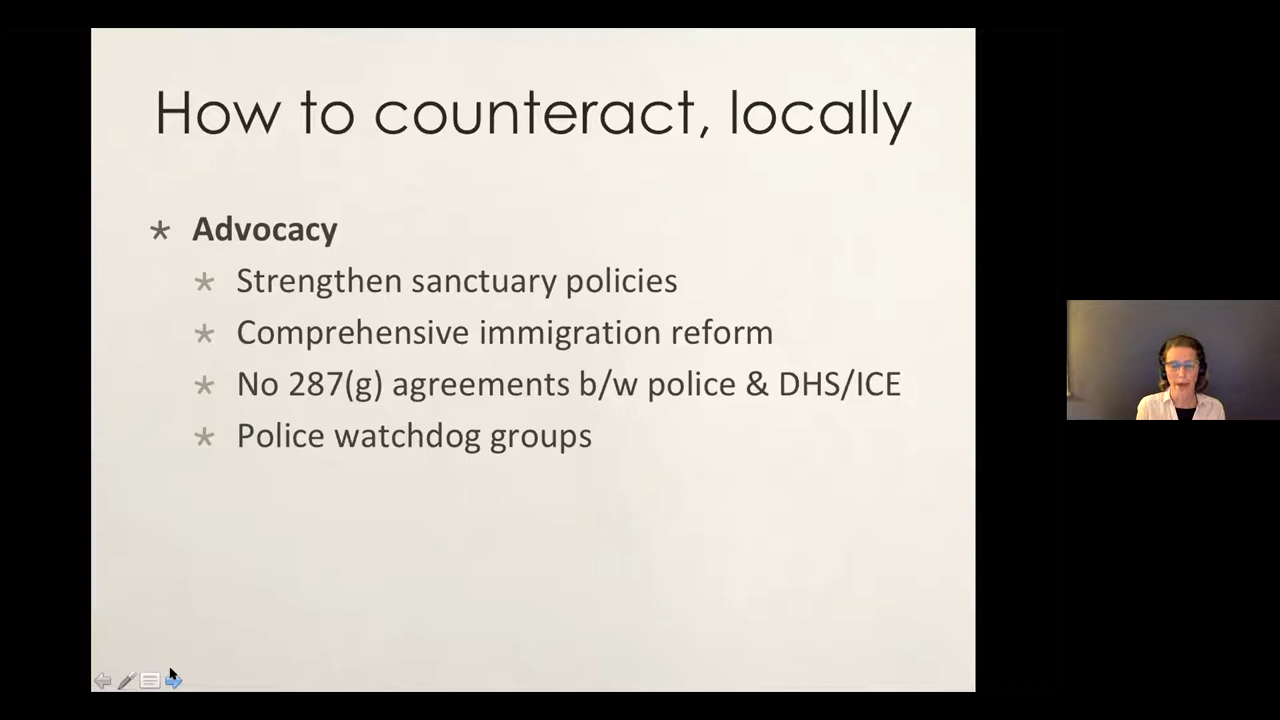 How to counteract, locally
* Advocacy
* Strengthen sanctuary policies
* Comprehensive immigration reform
* No 287(g) agreements b/w police & DHS/ICE
* Police watchdog groups